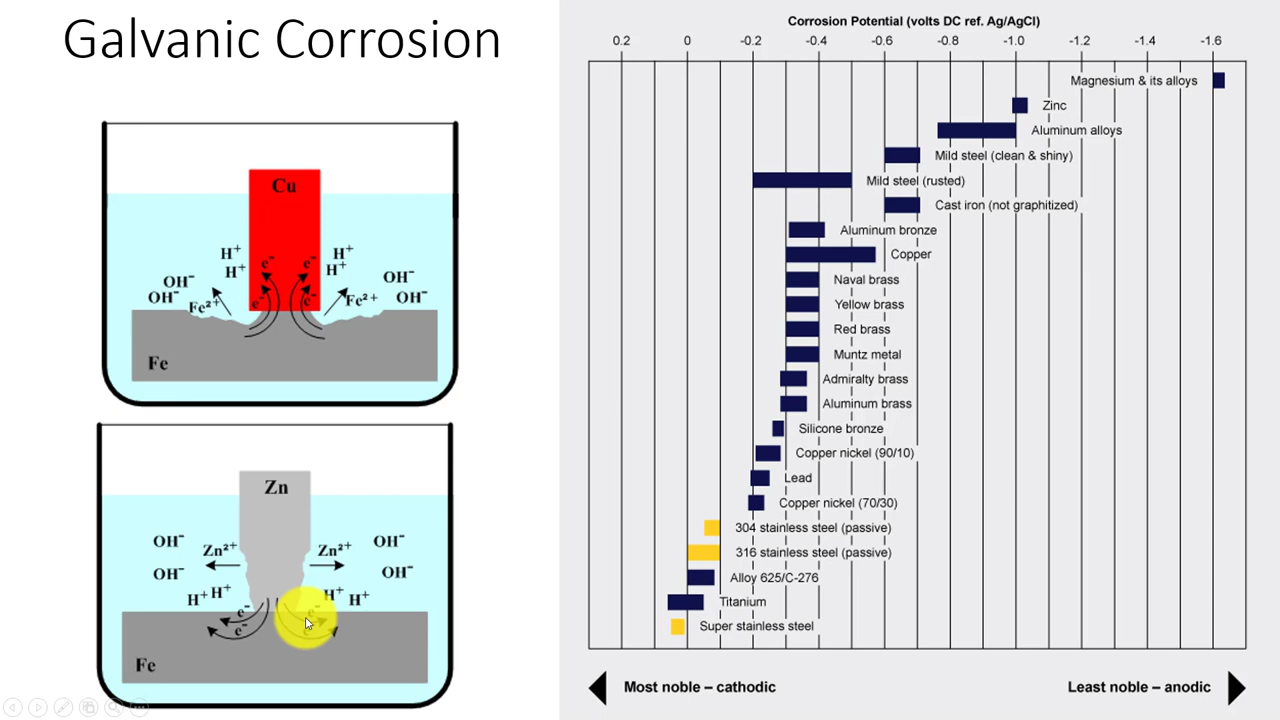 Galvanic Corrosion
Cu
H⁺
H⁺
H⁺
H⁺
e⁻
e⁻
OH⁻
OH⁻
OH⁻
OH⁻
Fe²⁺
e⁻
e⁻
Fe²⁺
Fe
Zn
OH⁻
Zn²⁺
Zn²⁺
OH⁻
OH⁻
OH⁻
H⁺ H⁺
H⁺ H⁺
e⁻
e⁻
e⁻
e⁻
Fe
Corrosion Potential (volts DC ref. Ag/AgCl)
0.2 0 -0.2 -0.4 -0.6 -0.8 -1.0 -1.2 -1.4 -1.6
Magnesium & its alloys
Zinc
Aluminum alloys
Mild steel (clean & shiny)
Mild steel (rusted)
Cast iron (not graphitized)
Aluminum bronze
Copper
Naval brass
Yellow brass
Red brass
Muntz metal
Admiralty brass
Aluminum brass
Silicone bronze
Copper nickel (90/10)
Lead
Copper nickel (70/30)
304 stainless steel (passive)
316 stainless steel (passive)
Alloy 625/C-276
Titanium
Super stainless steel
Most noble – cathodic
Least noble – anodic